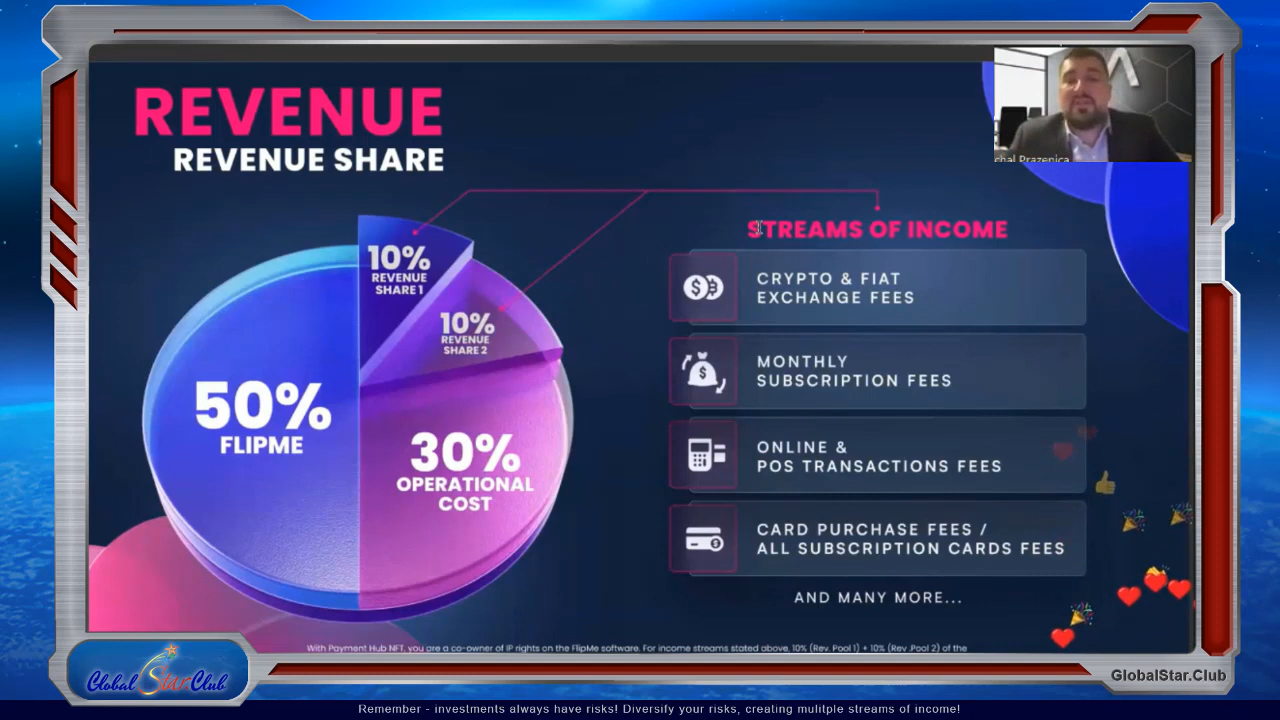 REVENUE
REVENUE SHARE
chal Prazenica
10%
REVENUE
SHARE 1
10%
REVENUE
SHARE 2
50%
FLIPME
30%
OPERATIONAL
COST
STREAMS OF INCOME
CRYPTO & FIAT
EXCHANGE FEES
MONTHLY
SUBSCRIPTION FEES
ONLINE &
POS TRANSACTIONS FEES
CARD PURCHASE FEES /
ALL SUBSCRIPTION CARDS FEES
AND MANY MORE...
With Payment Hub NFT, you are a co-owner of IP rights on the FlipMe software. For income streams stated above, 10% (Rev. Pool 1) + 10% (Rev .Pool 2) of the
Global Star Club
GlobalStar.Club
Remember - investments always have risks! Diversify your risks, creating mulitple streams of income!